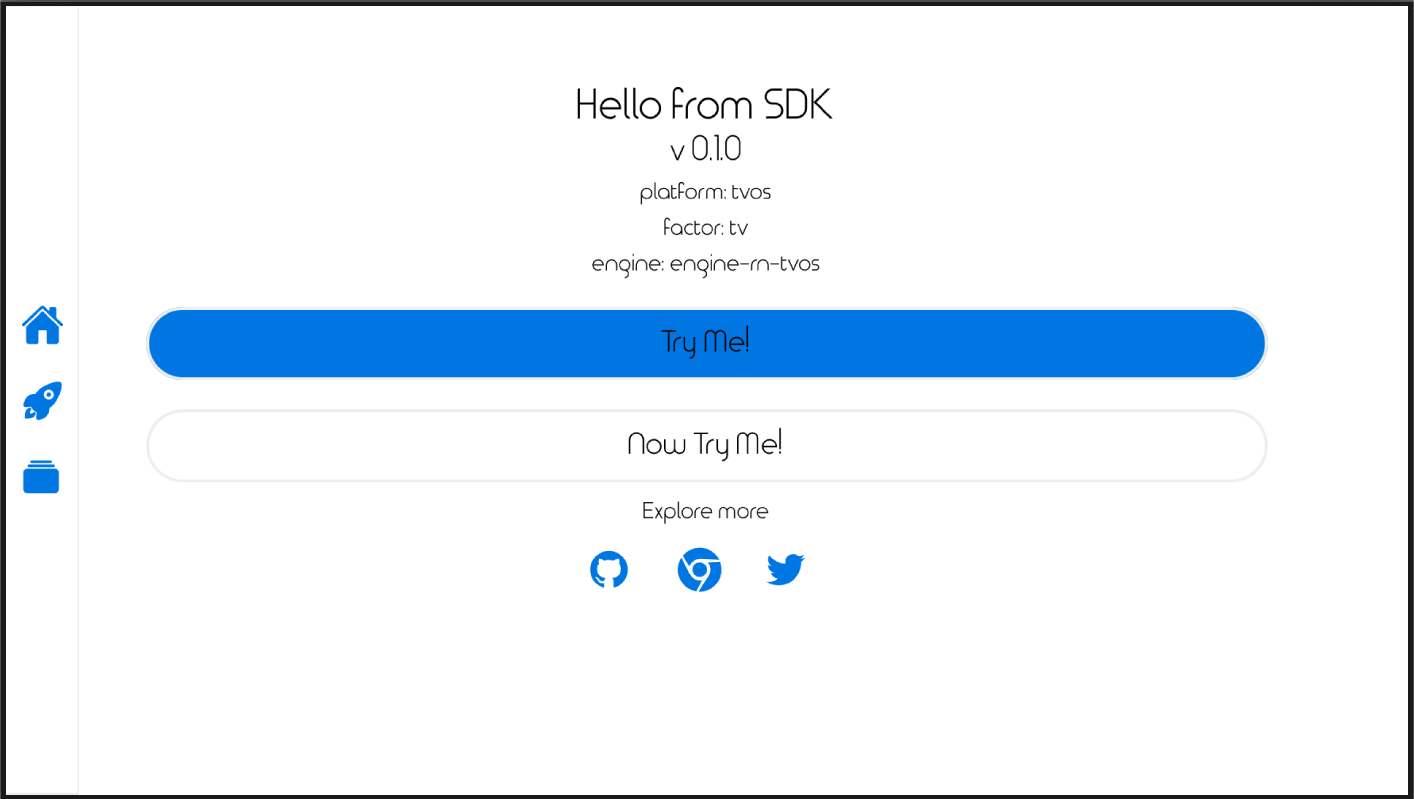 Hello from SDK
v 0.1.0
platform: tvos
factor: tv
engine: engine-rn-tvos
Try Me!
Now Try Me!
Explore more